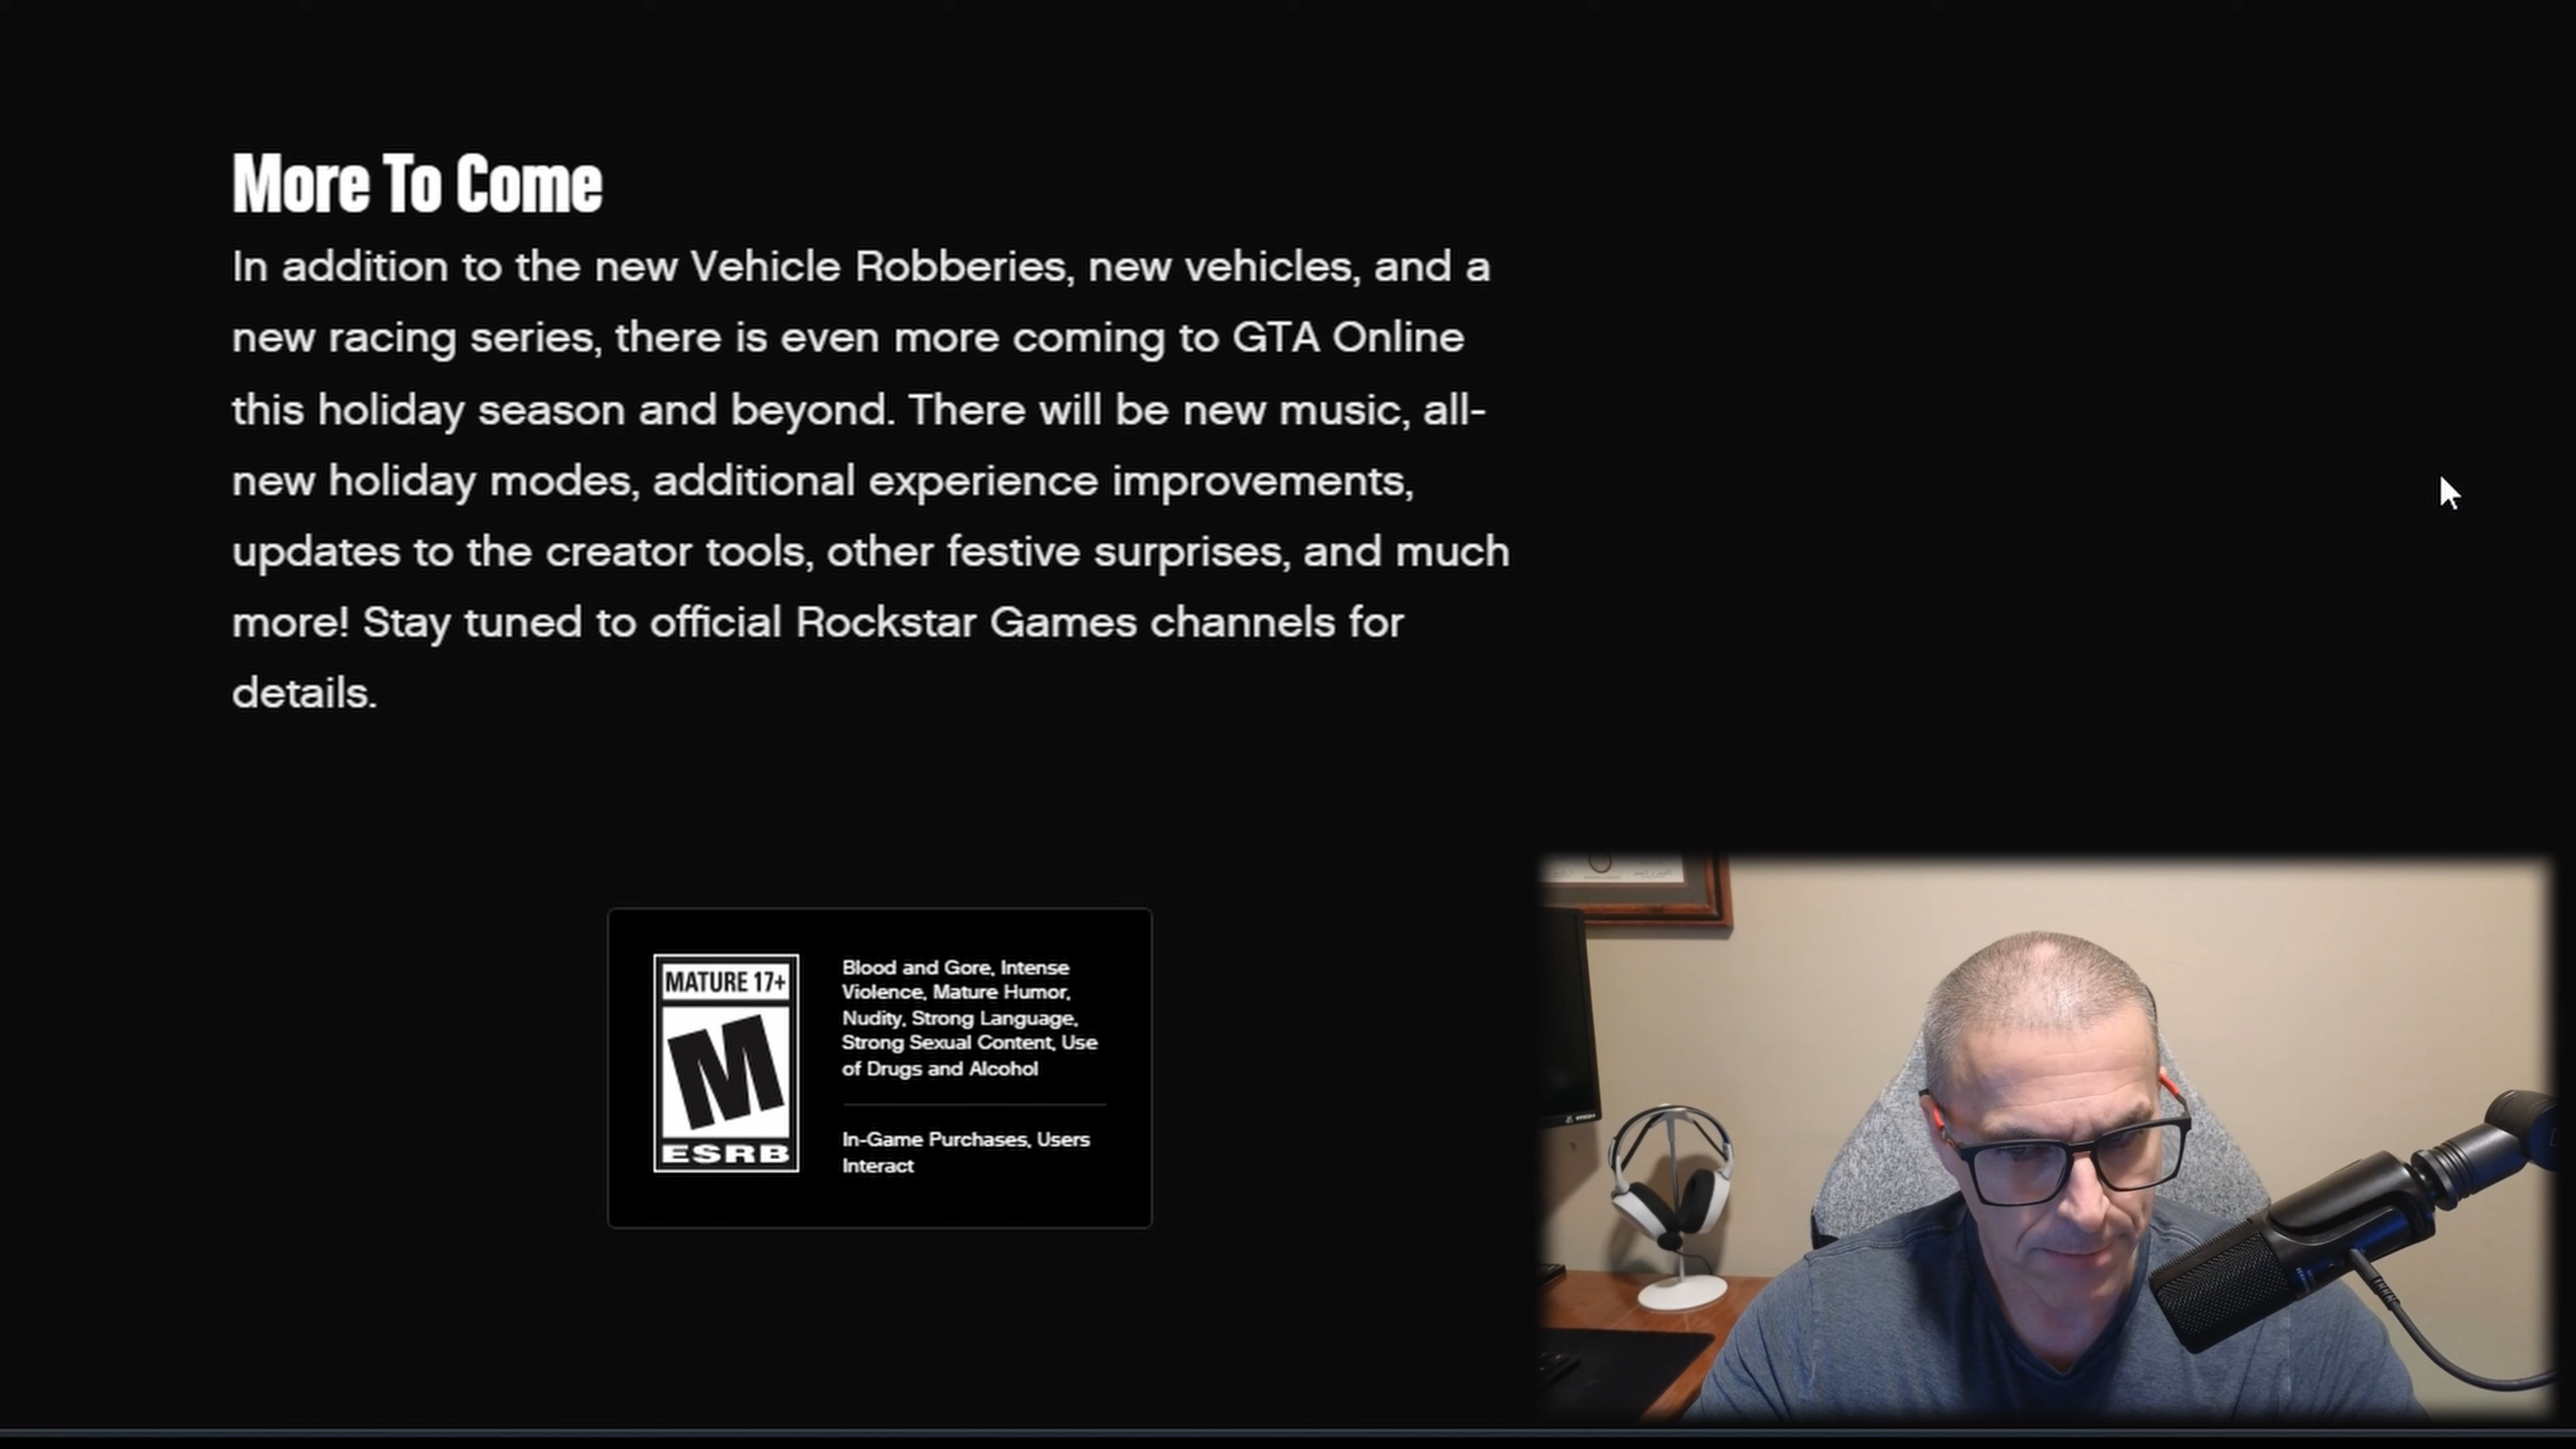 More To Come
In addition to the new Vehicle Robberies, new vehicles, and a
new racing series, there is even more coming to GTA Online
this holiday season and beyond. There will be new music, all-
new holiday modes, additional experience improvements,
updates to the creator tools, other festive surprises, and much
more! Stay tuned to official Rockstar Games channels for
details.
MATURE 17+
M
ESRB
Blood and Gore, Intense
Violence, Mature Humor,
Nudity, Strong Language,
Strong Sexual Content, Use
of Drugs and Alcohol
In-Game Purchases, Users
Interact